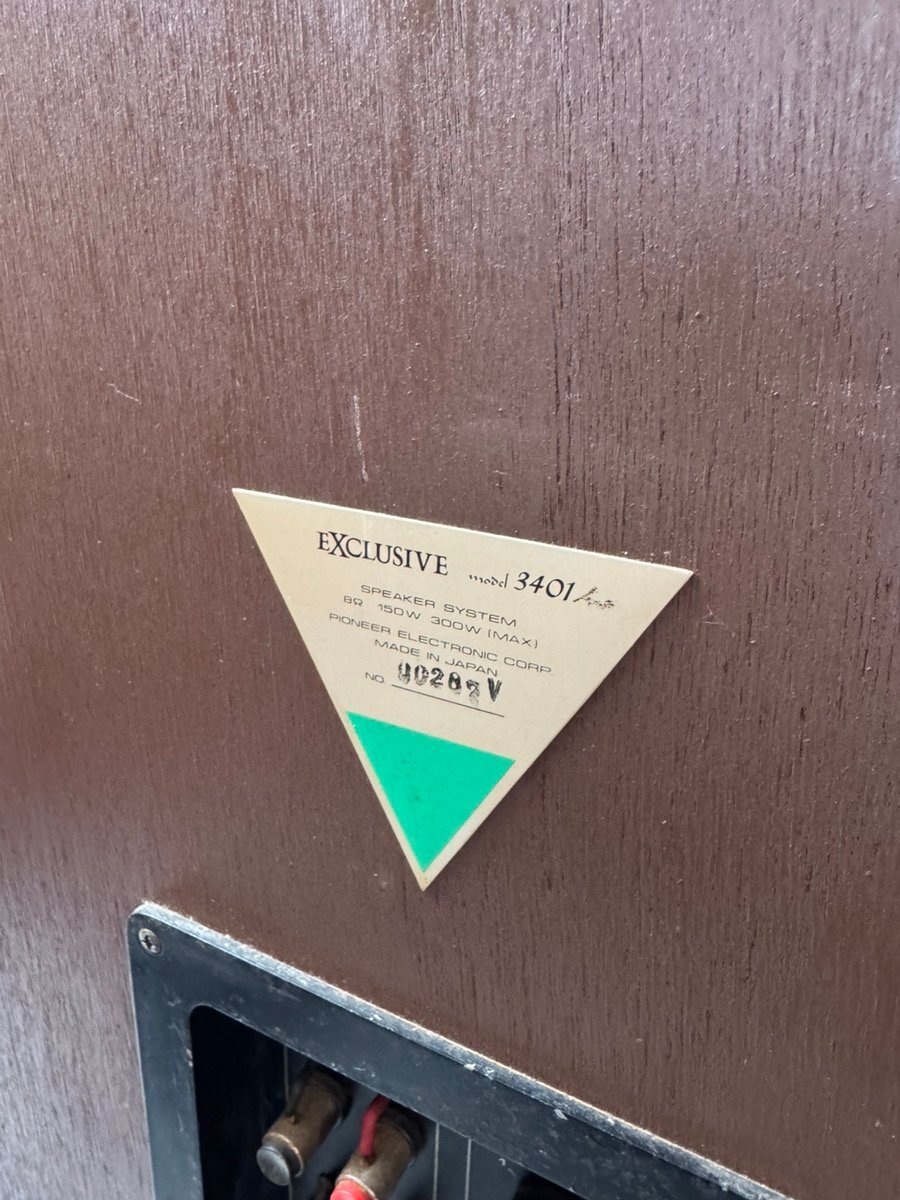 EXCLUSIVE model 3401
SPEAKER SYSTEM
8Ω 150W 300W (MAX)
PIONEER ELECTRONIC CORP.
MADE IN JAPAN
NO.